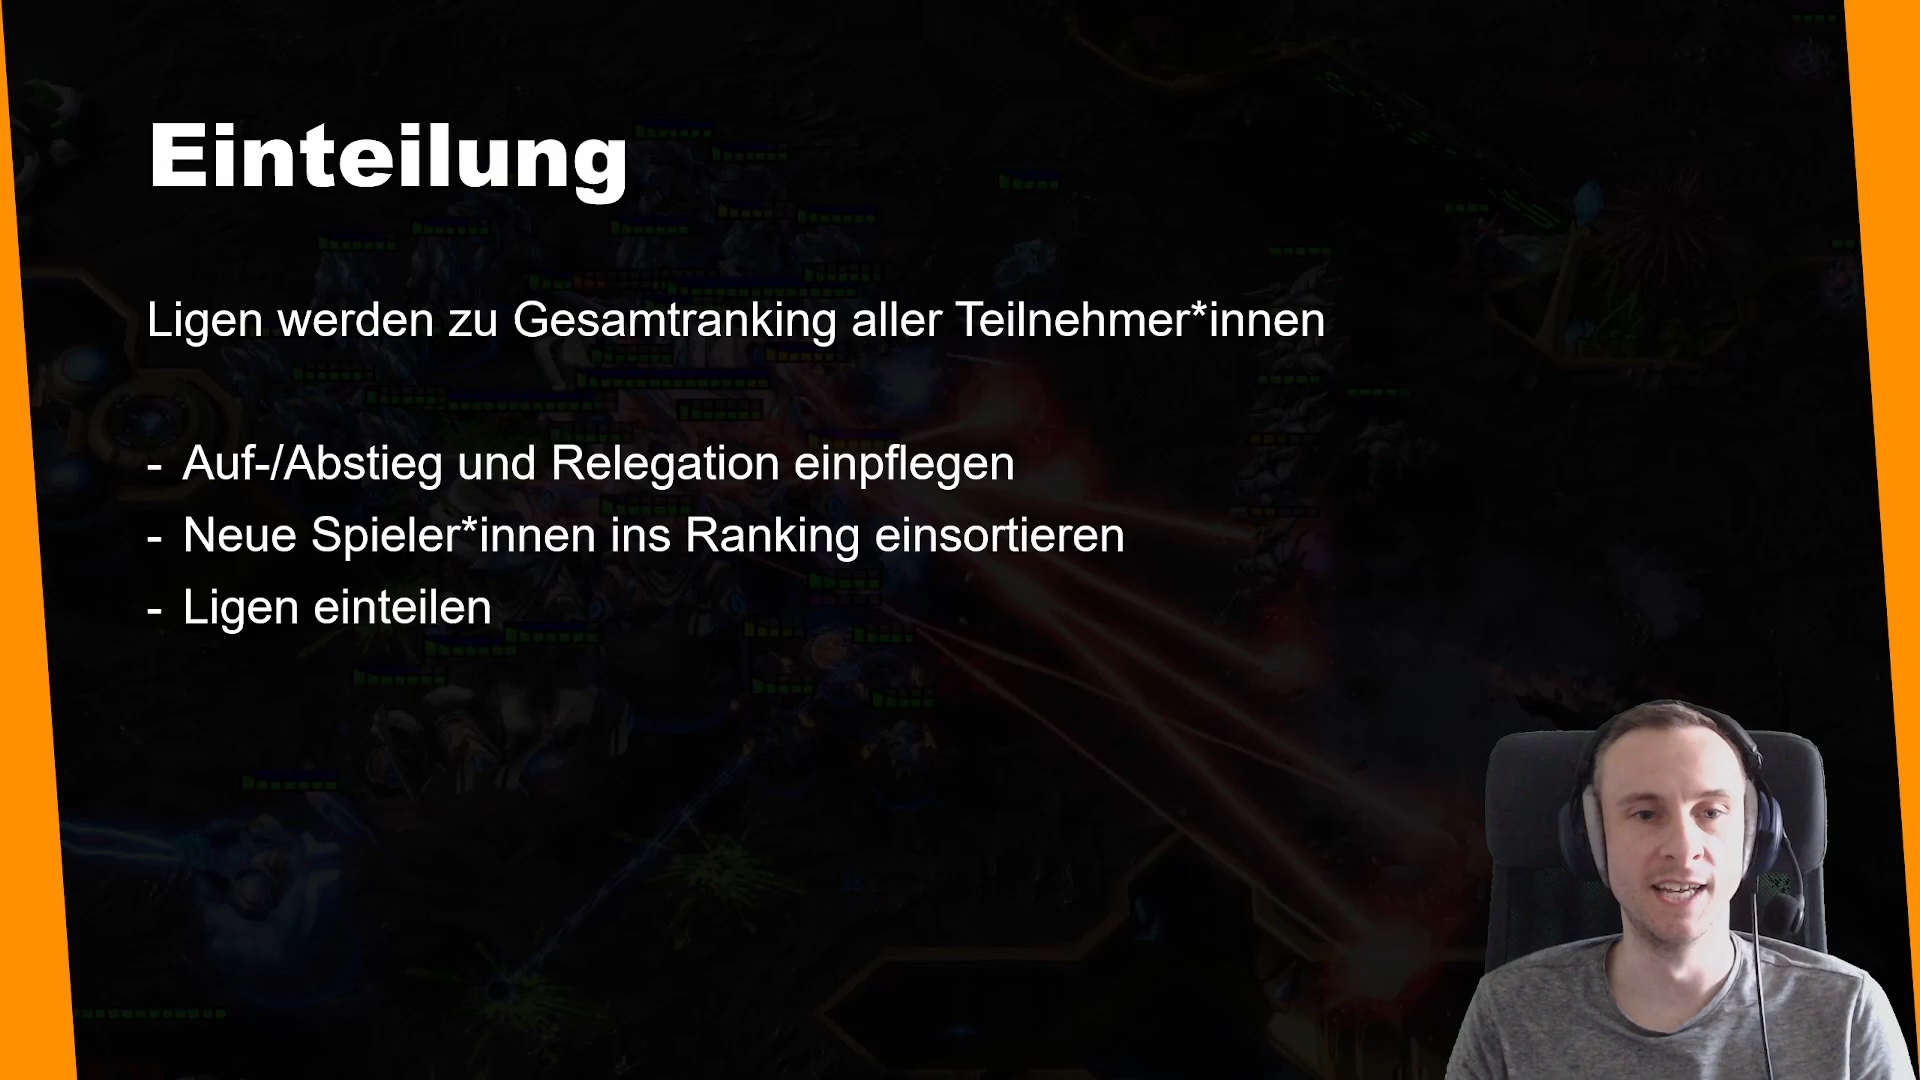 Einteilung
Ligen werden zu Gesamtranking aller Teilnehmer*innen
- Auf-/Abstieg und Relegation einpflegen
- Neue Spieler*innen ins Ranking einsortieren
- Ligen einteilen